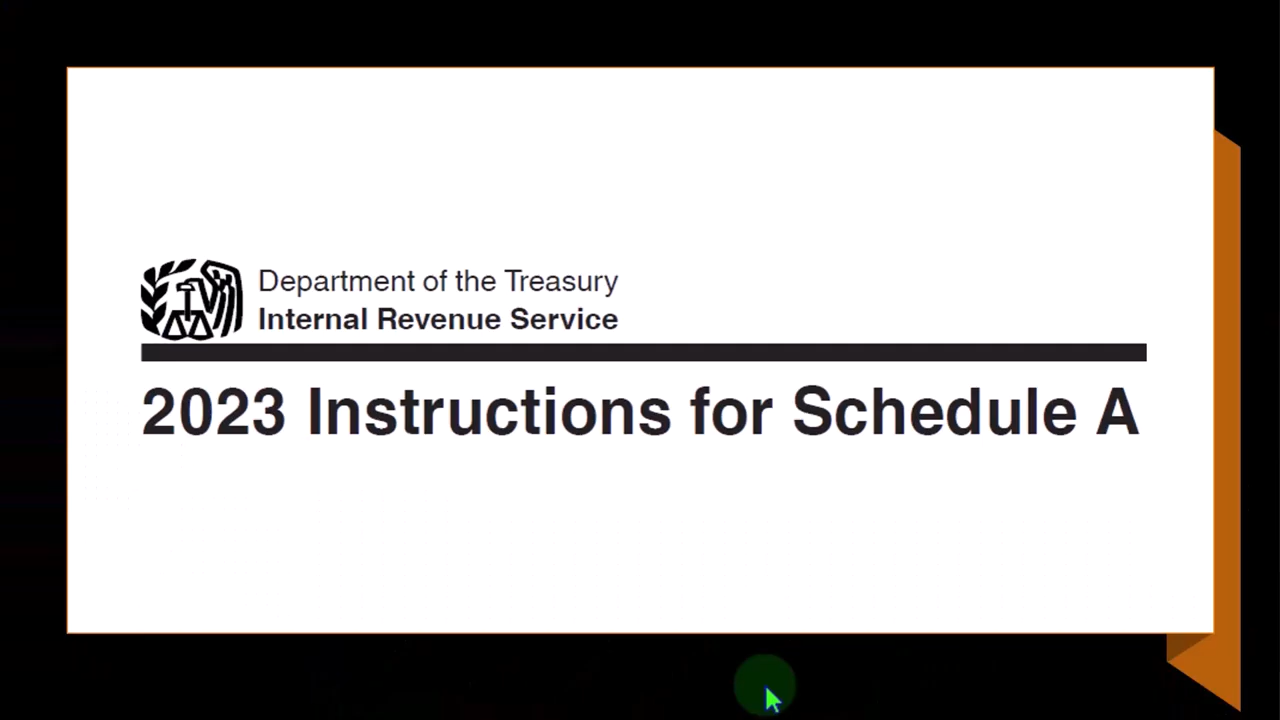 Department of the Treasury
Internal Revenue Service
2023 Instructions for Schedule A